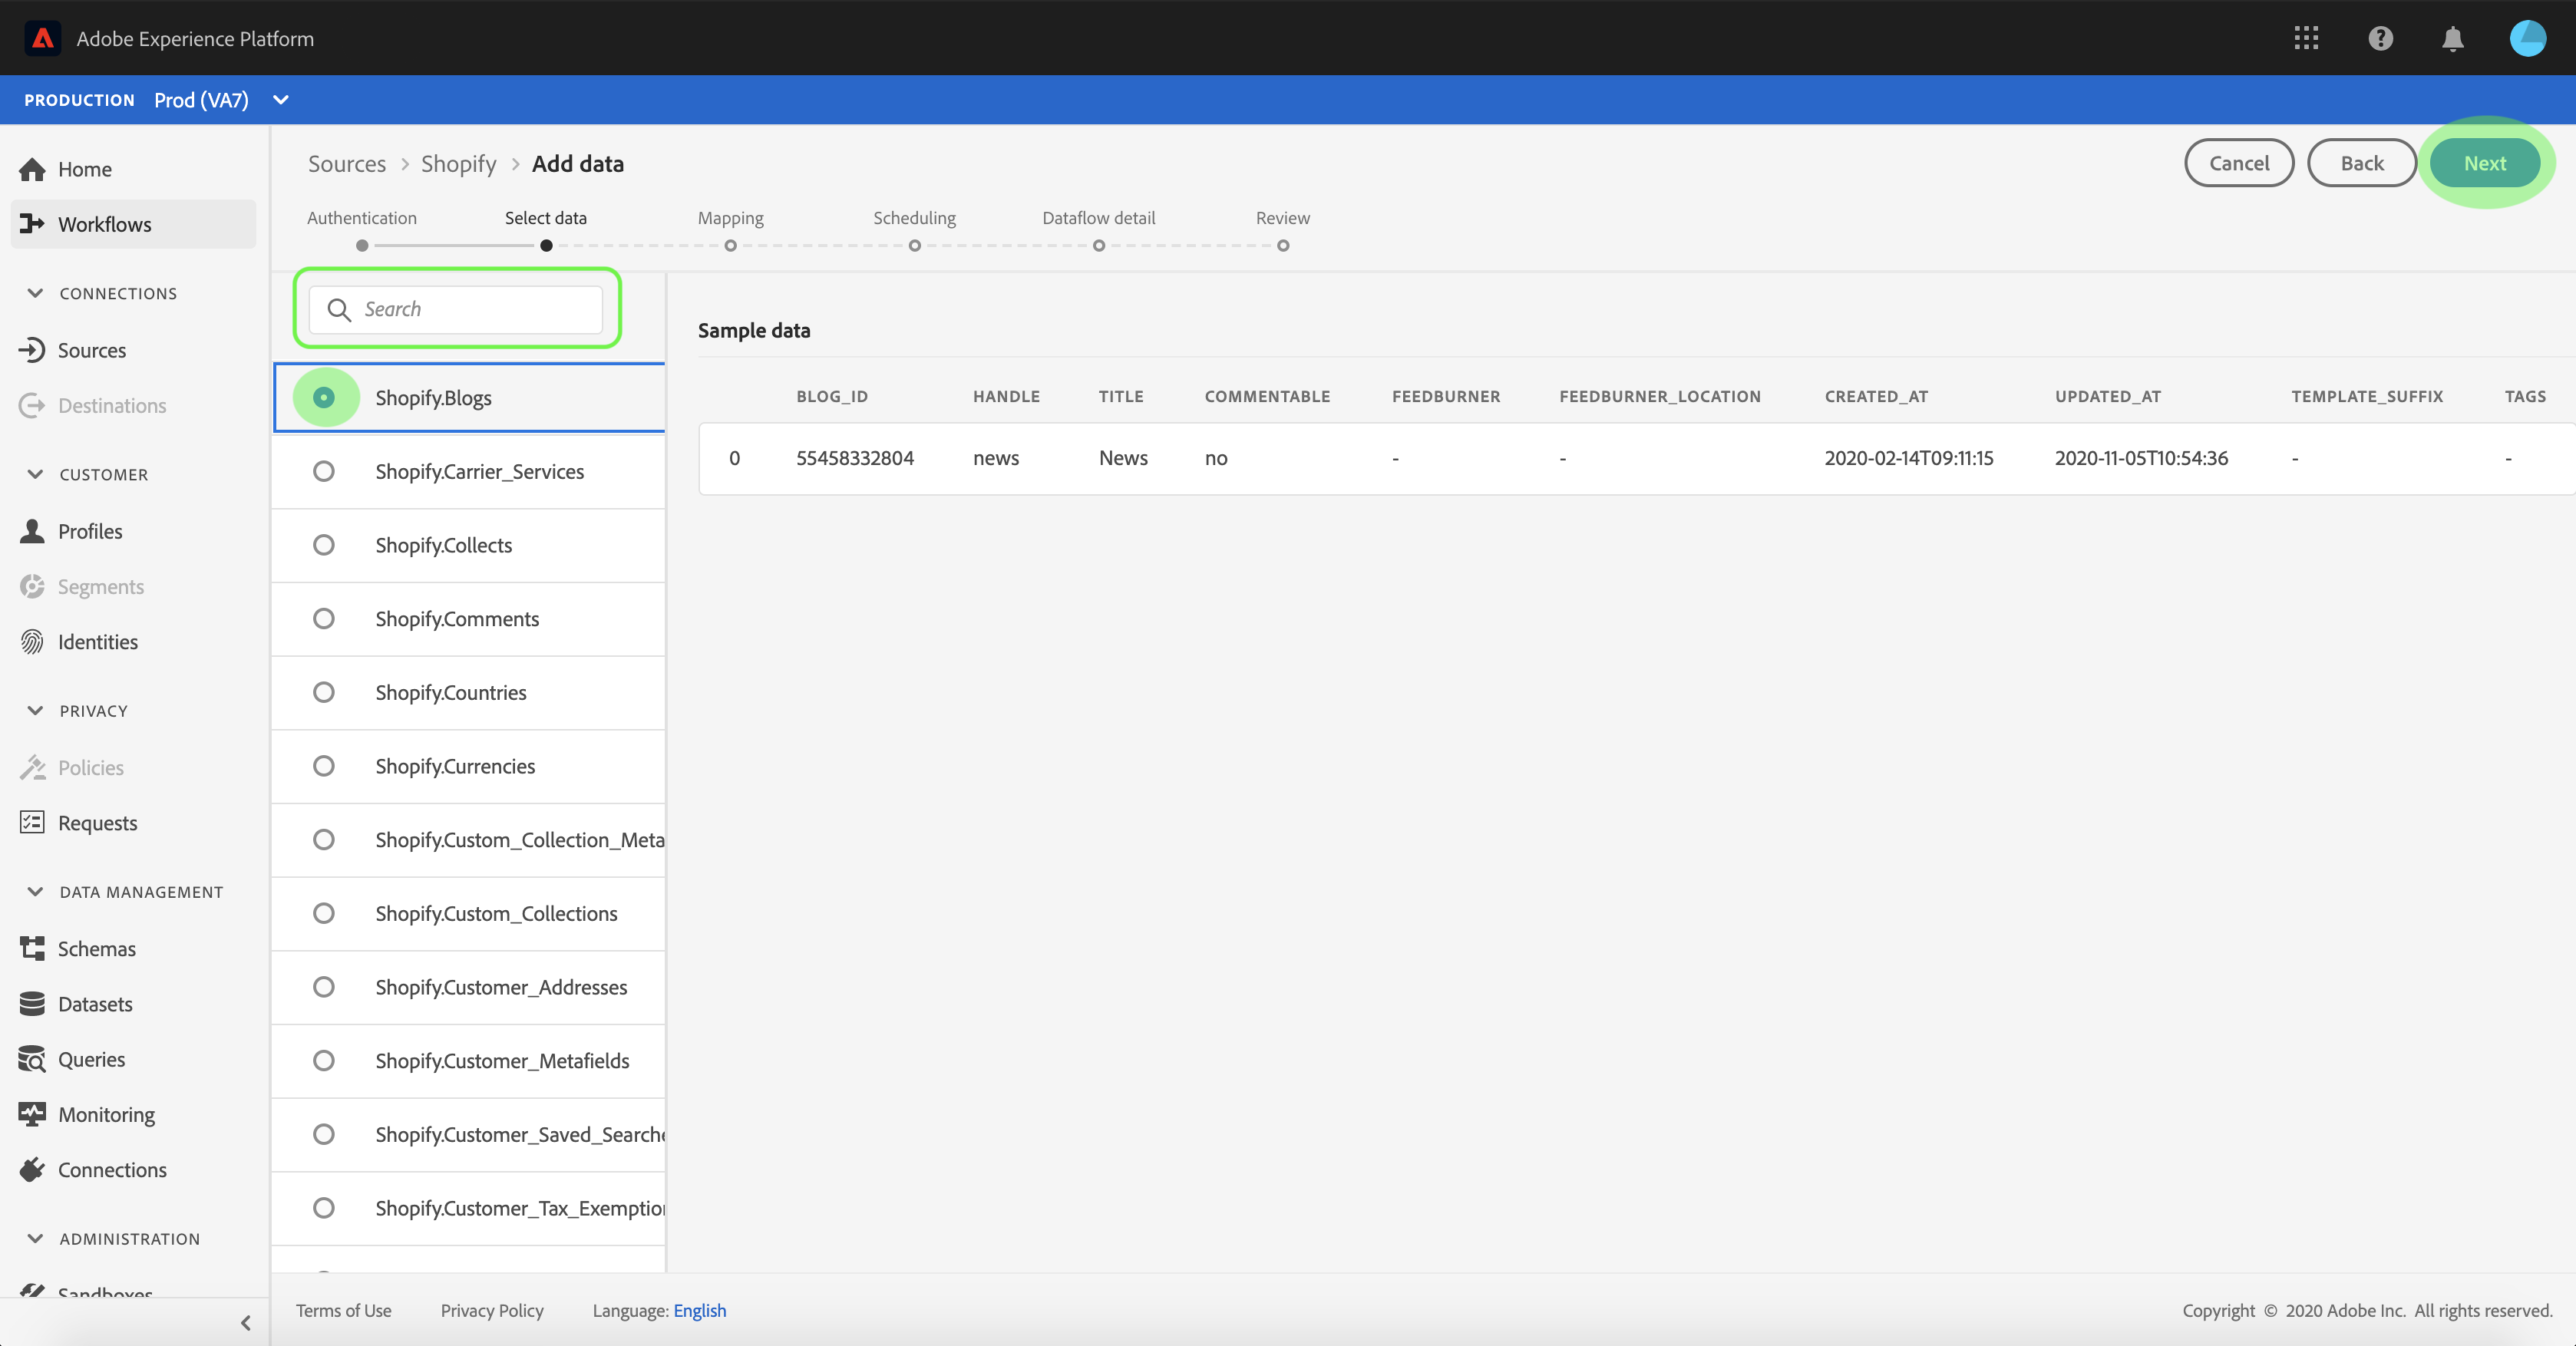 Adobe Experience Platform
PRODUCTION Prod (VA7)
Home
Workflows
CONNECTIONS
Sources
Destinations
CUSTOMER
Profiles
Segments
Identities
PRIVACY
Policies
Requests
DATA MANAGEMENT
Schemas
Datasets
Queries
Monitoring
Connections
ADMINISTRATION
Sandboxes
Sources > Shopify > Add data
Cancel Back Next
Authentication Select data Mapping Scheduling Dataflow detail Review
Search
Shopify.Blogs
Shopify.Carrier_Services
Shopify.Collects
Shopify.Comments
Shopify.Countries
Shopify.Currencies
Shopify.Custom_Collection_Meta
Shopify.Custom_Collections
Shopify.Customer_Addresses
Shopify.Customer_Metafields
Shopify.Customer_Saved_Searche
Shopify.Customer_Tax_Exemption
Sample data
BLOG_ID HANDLE TITLE COMMENTABLE FEEDBURNER FEEDBURNER_LOCATION CREATED_AT UPDATED_AT TEMPLATE_SUFFIX TAGS
0 55458332804 news News no - - 2020-02-14T09:11:15 2020-11-05T10:54:36 - -
Terms of Use Privacy Policy Language: English
Copyright © 2020 Adobe Inc. All rights reserved.